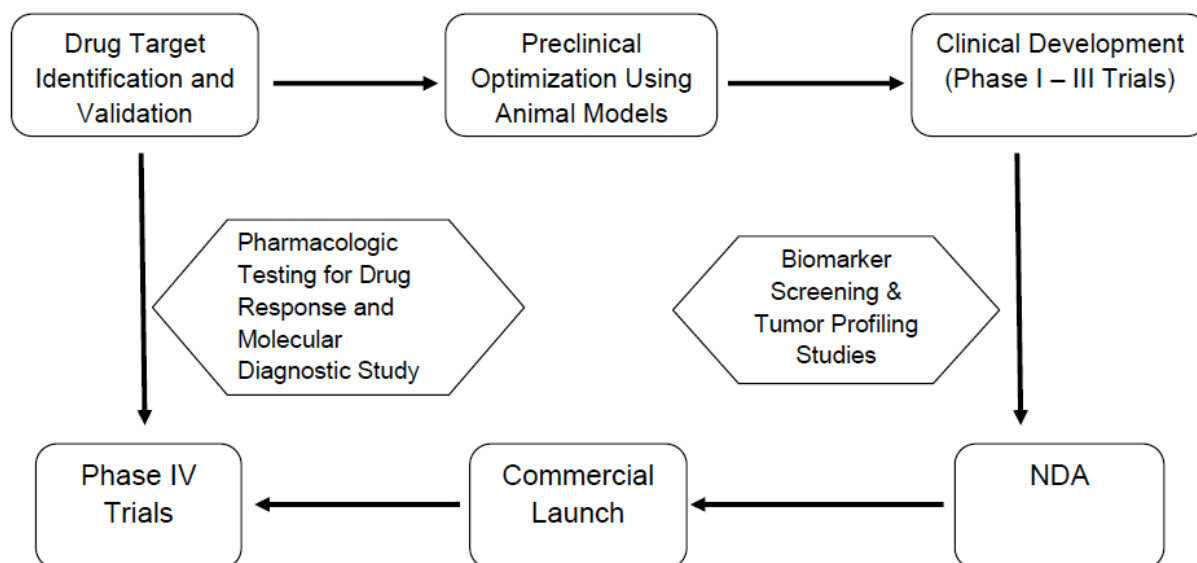 Drug Target
Identification and
Validation
Preclinical
Optimization Using
Animal Models
Clinical Development
(Phase I – III Trials)
Pharmacologic
Testing for Drug
Response and
Molecular
Diagnostic Study
Biomarker
Screening &
Tumor Profiling
Studies
Phase IV
Trials
Commercial
Launch
NDA